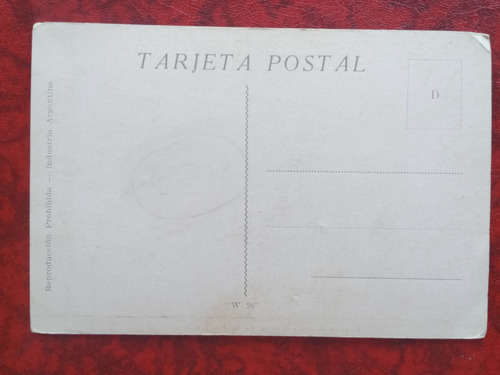 TARJETA POSTAL
D
Reproducción Prohibida — Industria Argentina
"W 26"